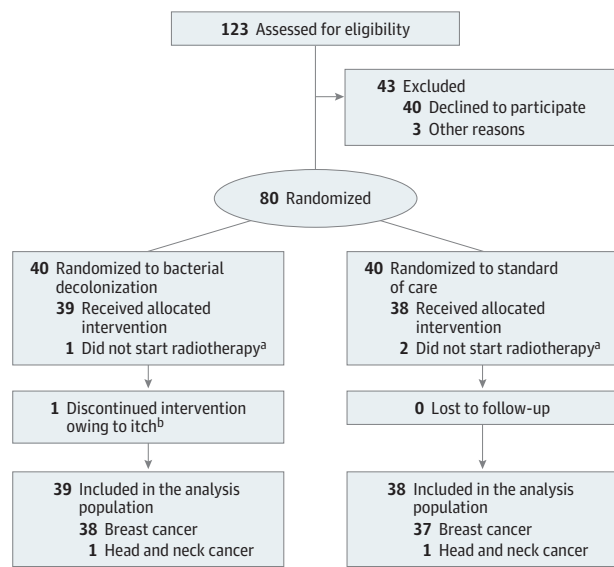 123 Assessed for eligibility
43 Excluded
40 Declined to participate
3 Other reasons
80 Randomized
40 Randomized to bacterial
decolonization
39 Received allocated
intervention
1 Did not start radiotherapyᵃ
40 Randomized to standard
of care
38 Received allocated
intervention
2 Did not start radiotherapyᵃ
1 Discontinued intervention
owing to itchᵇ
0 Lost to follow-up
39 Included in the analysis
population
38 Breast cancer
1 Head and neck cancer
38 Included in the analysis
population
37 Breast cancer
1 Head and neck cancer